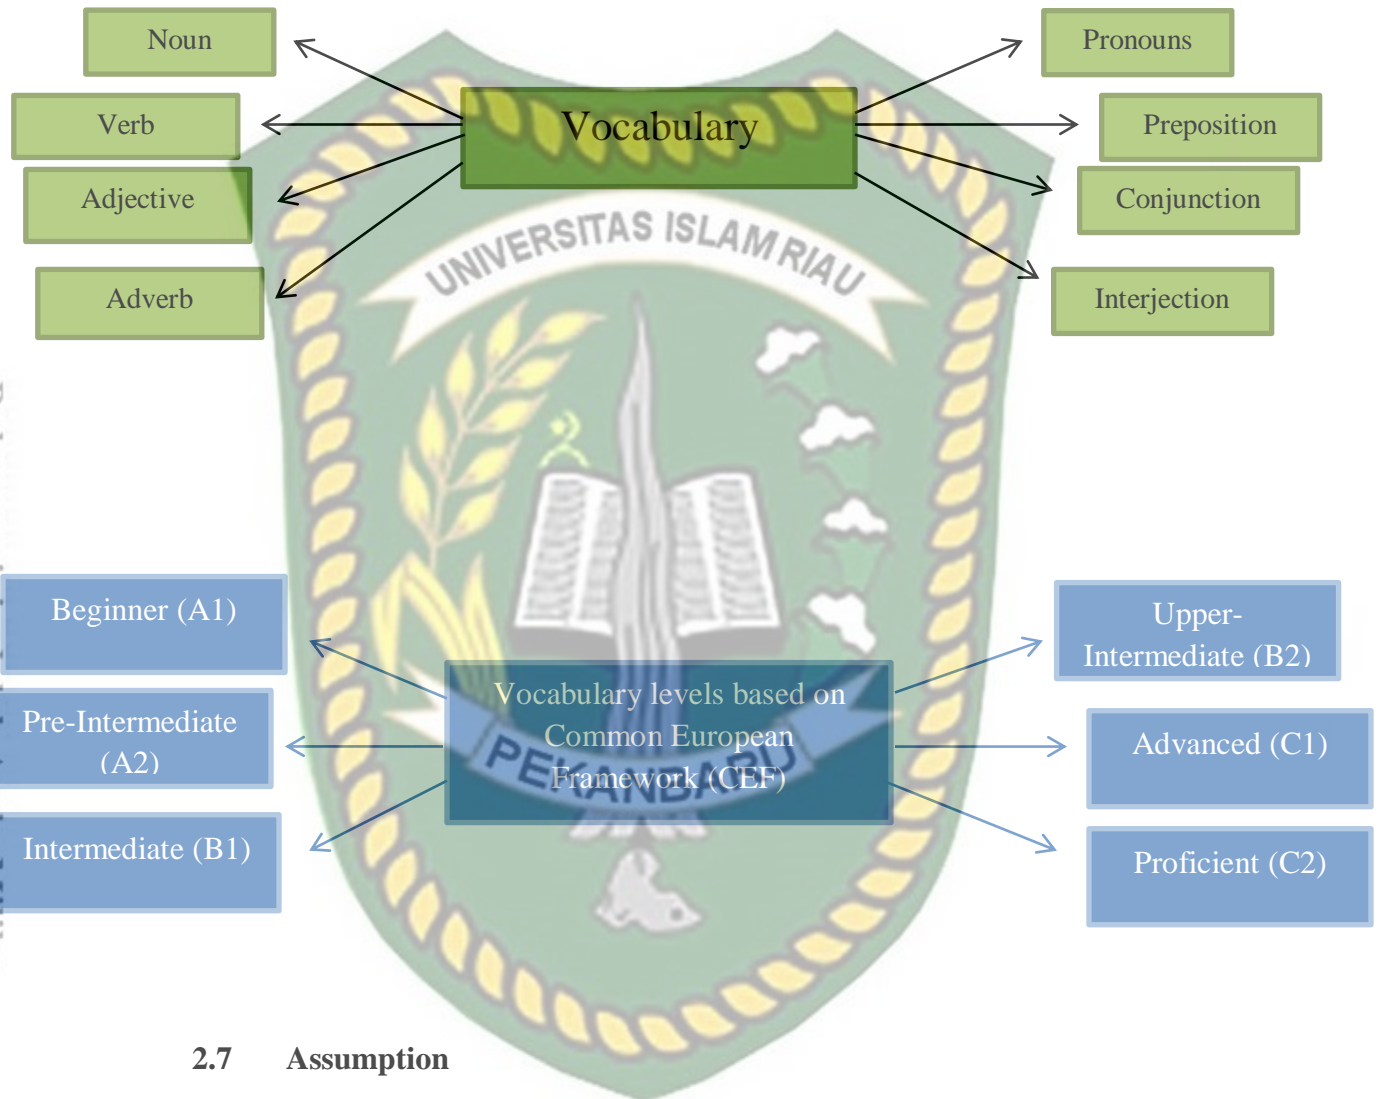 Noun
Pronouns
Vocabulary
Verb
Preposition
Adjective
Conjunction
UNIVERSITAS ISLAM RIAU
Adverb
Interjection
Beginner (A1)
Upper-
Intermediate (B2)
Vocabulary levels based on
Common European
Framework (CEF)
Pre-Intermediate
(A2)
Advanced (C1)
PEKANBARU
Intermediate (B1)
Proficient (C2)
2.7 Assumption